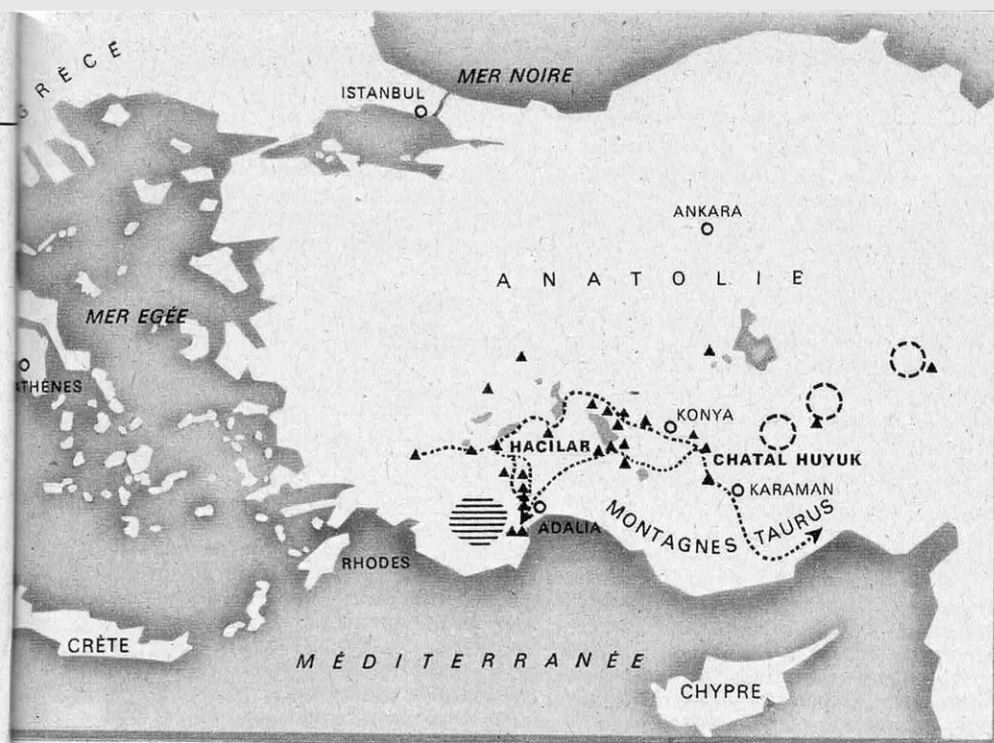 GRÈCE
MER NOIRE
ISTANBUL
ANKARA
ANATOLIE
MER EGÉE
ATHÈNES
KONYA
HACILAR
CHATAL HUYUK
KARAMAN
ADALIA
MONTAGNES TAURUS
RHODES
CRÈTE
MÉDITERRANÉE
CHYPRE